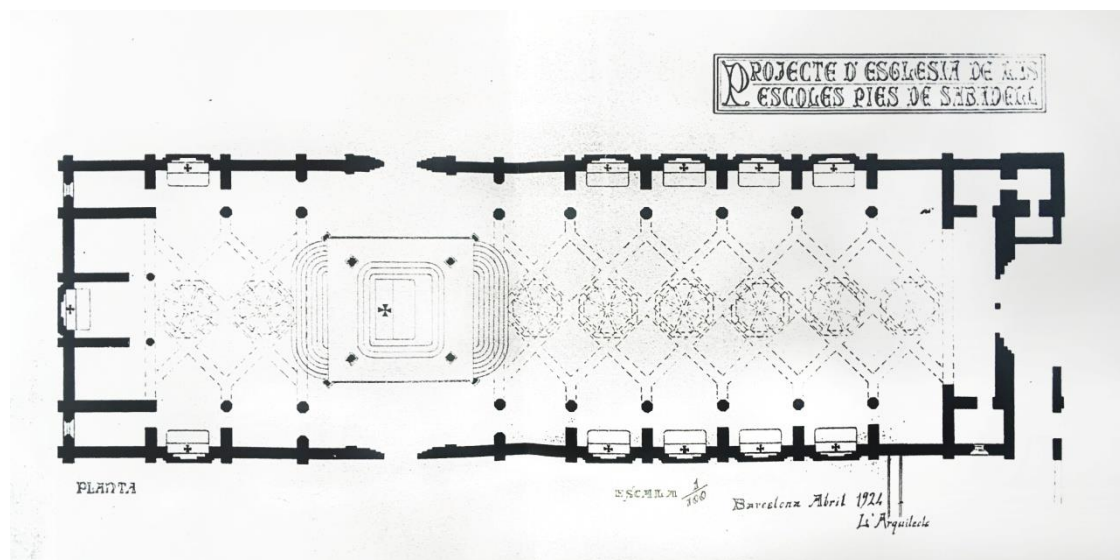 PROJECTE D'ESGLESIA DE LES
ESCOLES PIES DE SABADELL
PLANTA
ESCALA 1/100
Barcelona Abril 1924
L'Arquitecte